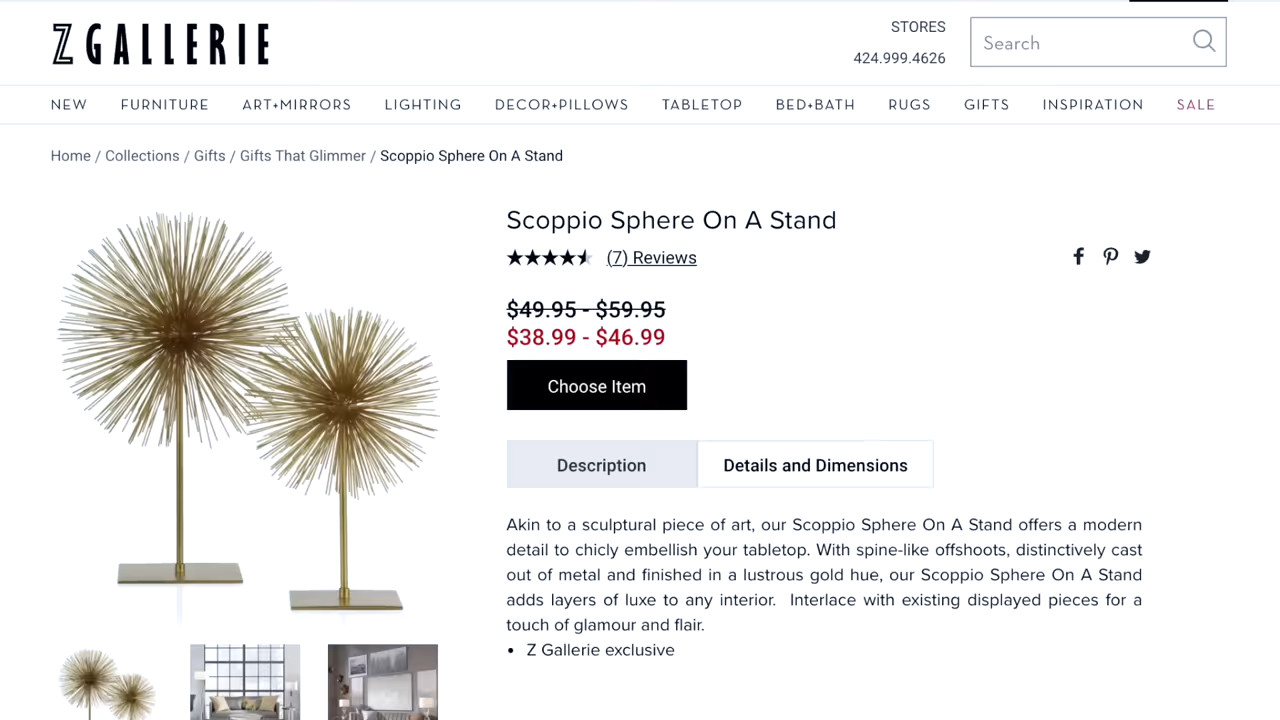 Z GALLERIE
STORES
424.999.4626
Search
NEW FURNITURE ART+MIRRORS LIGHTING DECOR+PILLOWS TABLETOP BED+BATH RUGS GIFTS INSPIRATION SALE
Home / Collections / Gifts / Gifts That Glimmer / Scoppio Sphere On A Stand
Scoppio Sphere On A Stand
(7) Reviews
$49.95 - $59.95
$38.99 - $46.99
Choose Item
Description Details and Dimensions
Akin to a sculptural piece of art, our Scoppio Sphere On A Stand offers a modern
detail to chicly embellish your tabletop. With spine-like offshoots, distinctively cast
out of metal and finished in a lustrous gold hue, our Scoppio Sphere On A Stand
adds layers of luxe to any interior. Interlace with existing displayed pieces for a
touch of glamour and flair.
• Z Gallerie exclusive